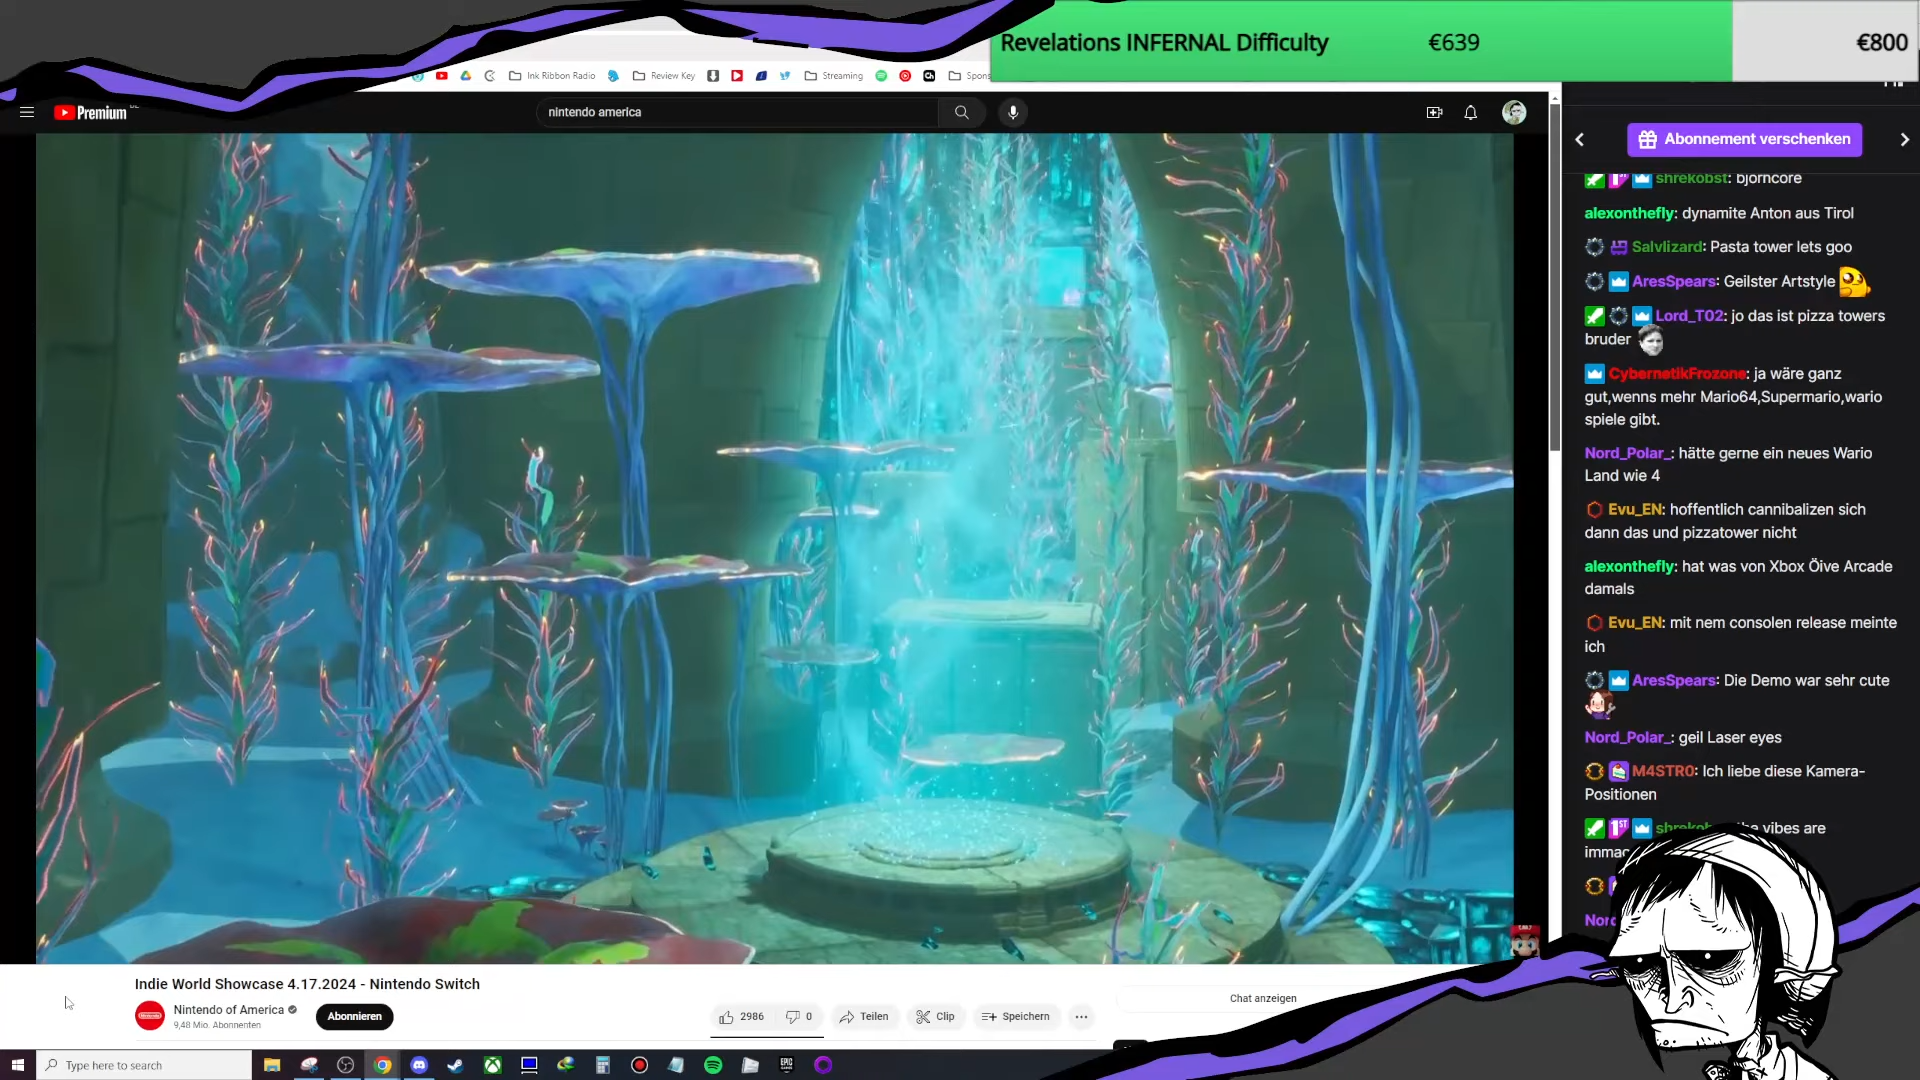 Revelations INFERNAL Difficulty €639 €800
Ink Ribbon Radio Review Key Streaming Spons
Premium
nintendo america
Abonnement verschenken
shrekobst: bjorncore
alexonthefly: dynamite Anton aus Tirol
Salvlizard: Pasta tower lets goo
AresSpears: Geilster Artstyle
Lord_T02: jo das ist pizza towers
bruder
CybernetikFrozone: ja wäre ganz
gut,wenns mehr Mario64,Supermario,wario
spiele gibt.
Nord_Polar_: hätte gerne ein neues Wario
Land wie 4
Evu_EN: hoffentlich cannibalizen sich
dann das und pizzatower nicht
alexonthefly: hat was von Xbox Öive Arcade
damals
Evu_EN: mit nem consolen release meinte
ich
AresSpears: Die Demo war sehr cute
Nord_Polar_: geil Laser eyes
M4STR0: Ich liebe diese Kamera-
Positionen
vibes are
Indie World Showcase 4.17.2024 - Nintendo Switch
Nintendo of America
9,48 Mio. Abonnenten
Abonnieren
2986 0 Teilen Clip Speichern
Chat anzeigen
Type here to search